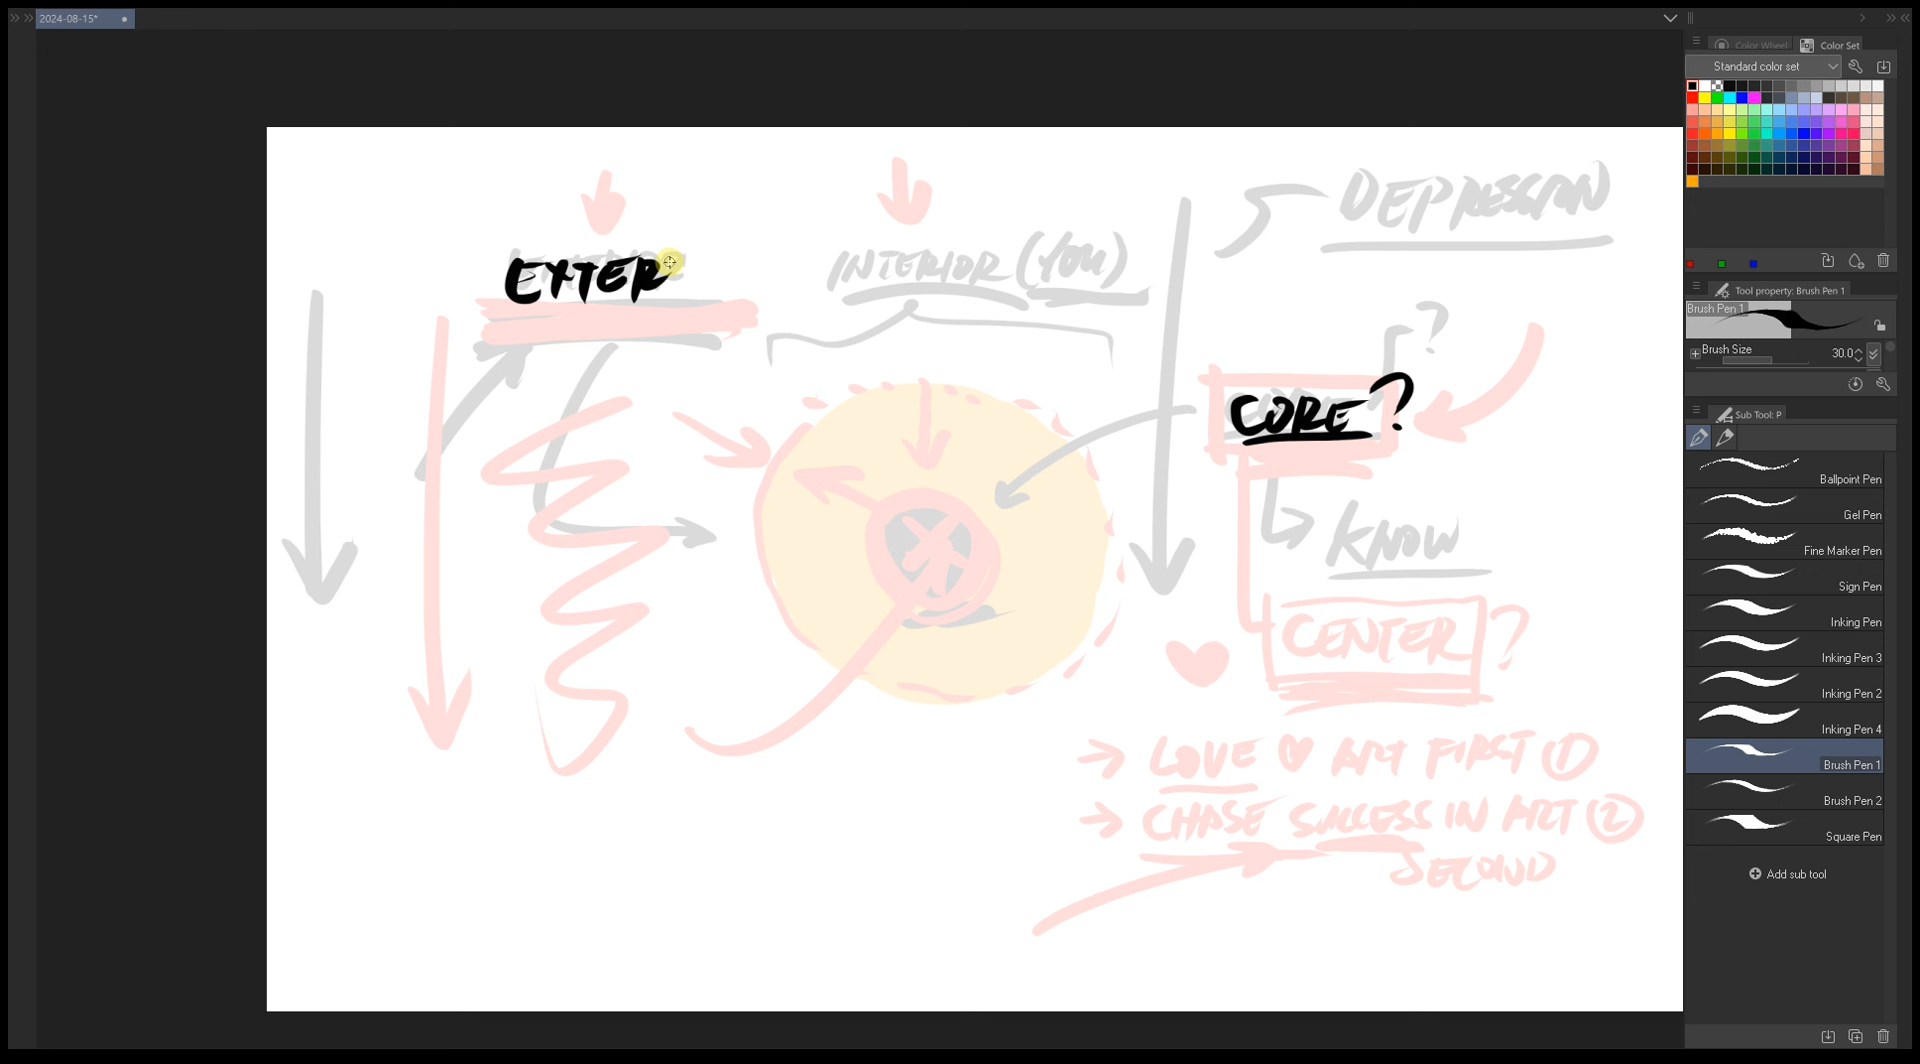 2024-08-15*
Color Wheel
Color Set
Standard color set
DEPRESSION
EXTER
INTERIOR (YOU)
Tool property: Brush Pen 1
Brush Pen 1
Brush Size
30.0
?
CORE?
Sub Tool: P
Ballpoint Pen
Gel Pen
KNOW
Fine Marker Pen
Sign Pen
Inking Pen
CENTER?
Inking Pen 3
Inking Pen 2
Inking Pen 4
→ LOVE ♡ ART FIRST ①
Brush Pen 1
Brush Pen 2
→ CHASE SUCCESS IN ART ②
SECOND
Square Pen
Add sub tool